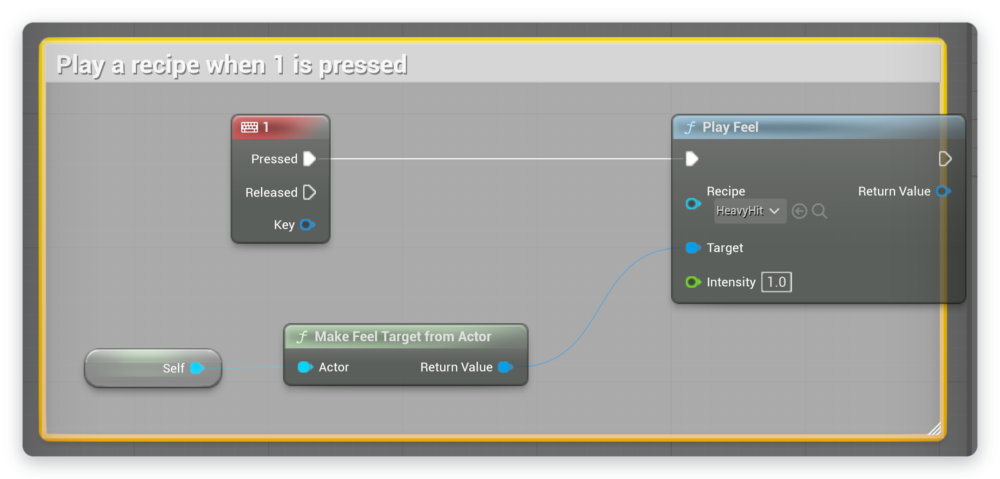 Play a recipe when 1 is pressed
1
Pressed
Released
Key
Play Feel
Recipe
HeavyHit
Return Value
Target
Intensity 1.0
Self
Make Feel Target from Actor
Actor
Return Value